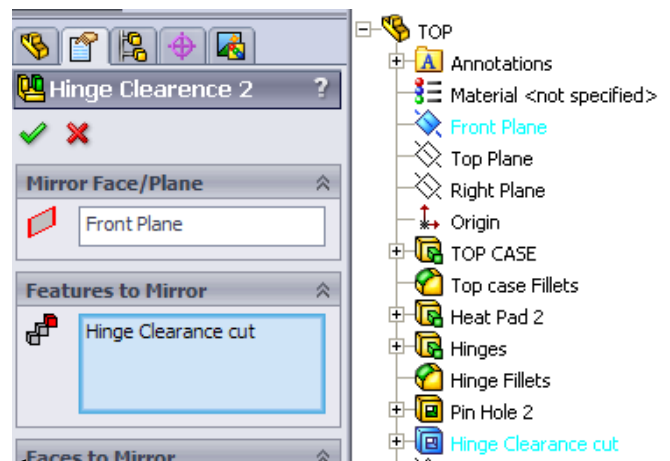 Hinge Clearence 2 ?
Mirror Face/Plane
Front Plane
Features to Mirror
Hinge Clearance cut
Faces to Mirror
TOP
A Annotations
Material <not specified>
Front Plane
Top Plane
Right Plane
Origin
TOP CASE
Top case Fillets
Heat Pad 2
Hinges
Hinge Fillets
Pin Hole 2
Hinge Clearance cut